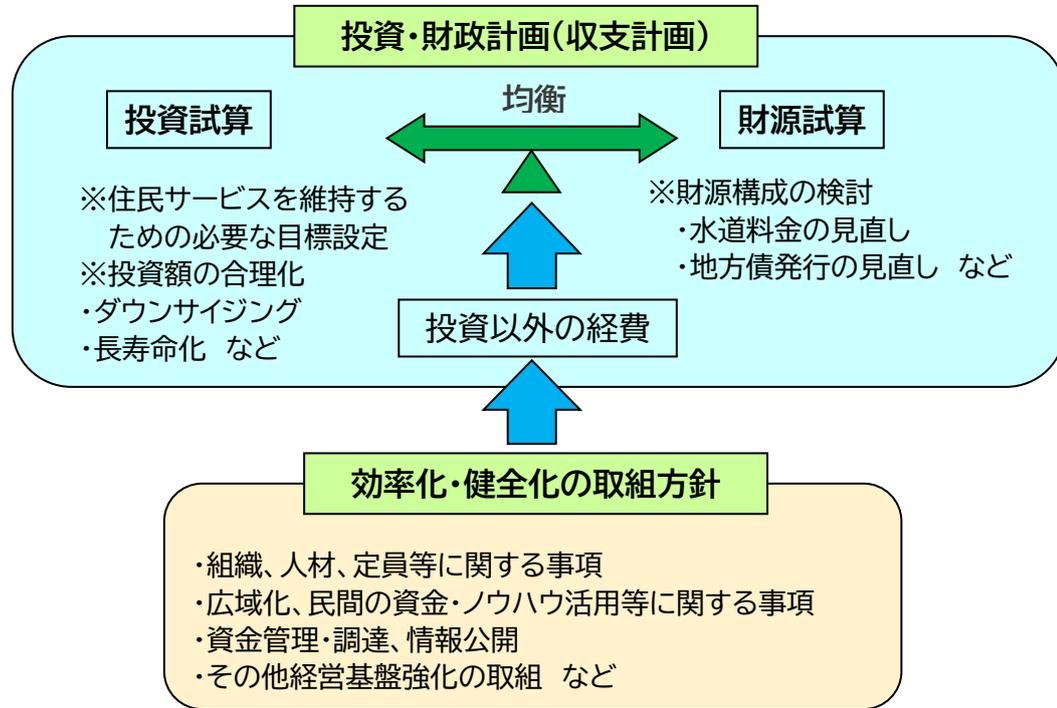 投資・財政計画(収支計画)
均衡
投資試算
財源試算
※住民サービスを維持する
ための必要な目標設定
※投資額の合理化
・ダウンサイジング
・長寿命化 など
※財源構成の検討
・水道料金の見直し
・地方債発行の見直し など
投資以外の経費
効率化・健全化の取組方針
・組織、人材、定員等に関する事項
・広域化、民間の資金・ノウハウ活用等に関する事項
・資金管理・調達、情報公開
・その他経営基盤強化の取組 など